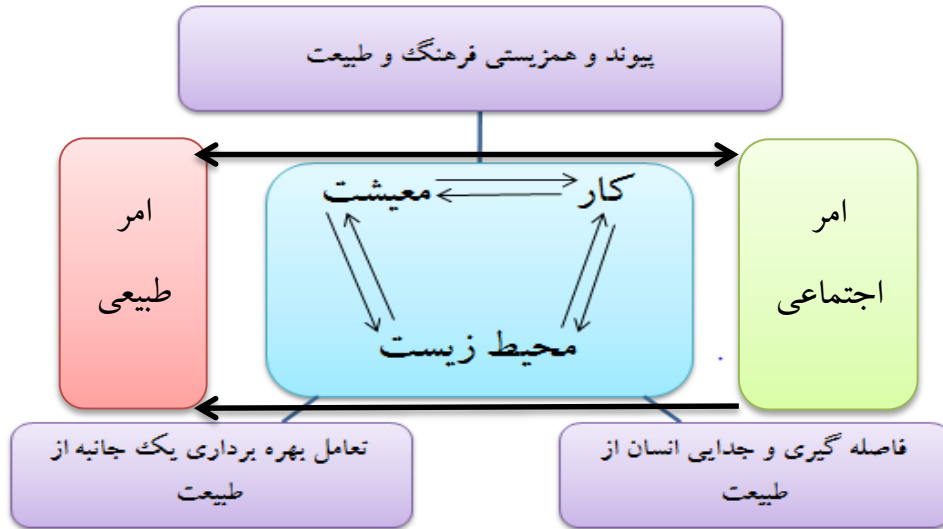 پیوند و همزیستی فرهنگ و طبیعت
امر
اجتماعی
کار
معیشت
محیط زیست
امر
طبیعی
فاصله گیری و جدایی انسان از
طبیعت
تعامل بهره برداری یک جانبه از
طبیعت